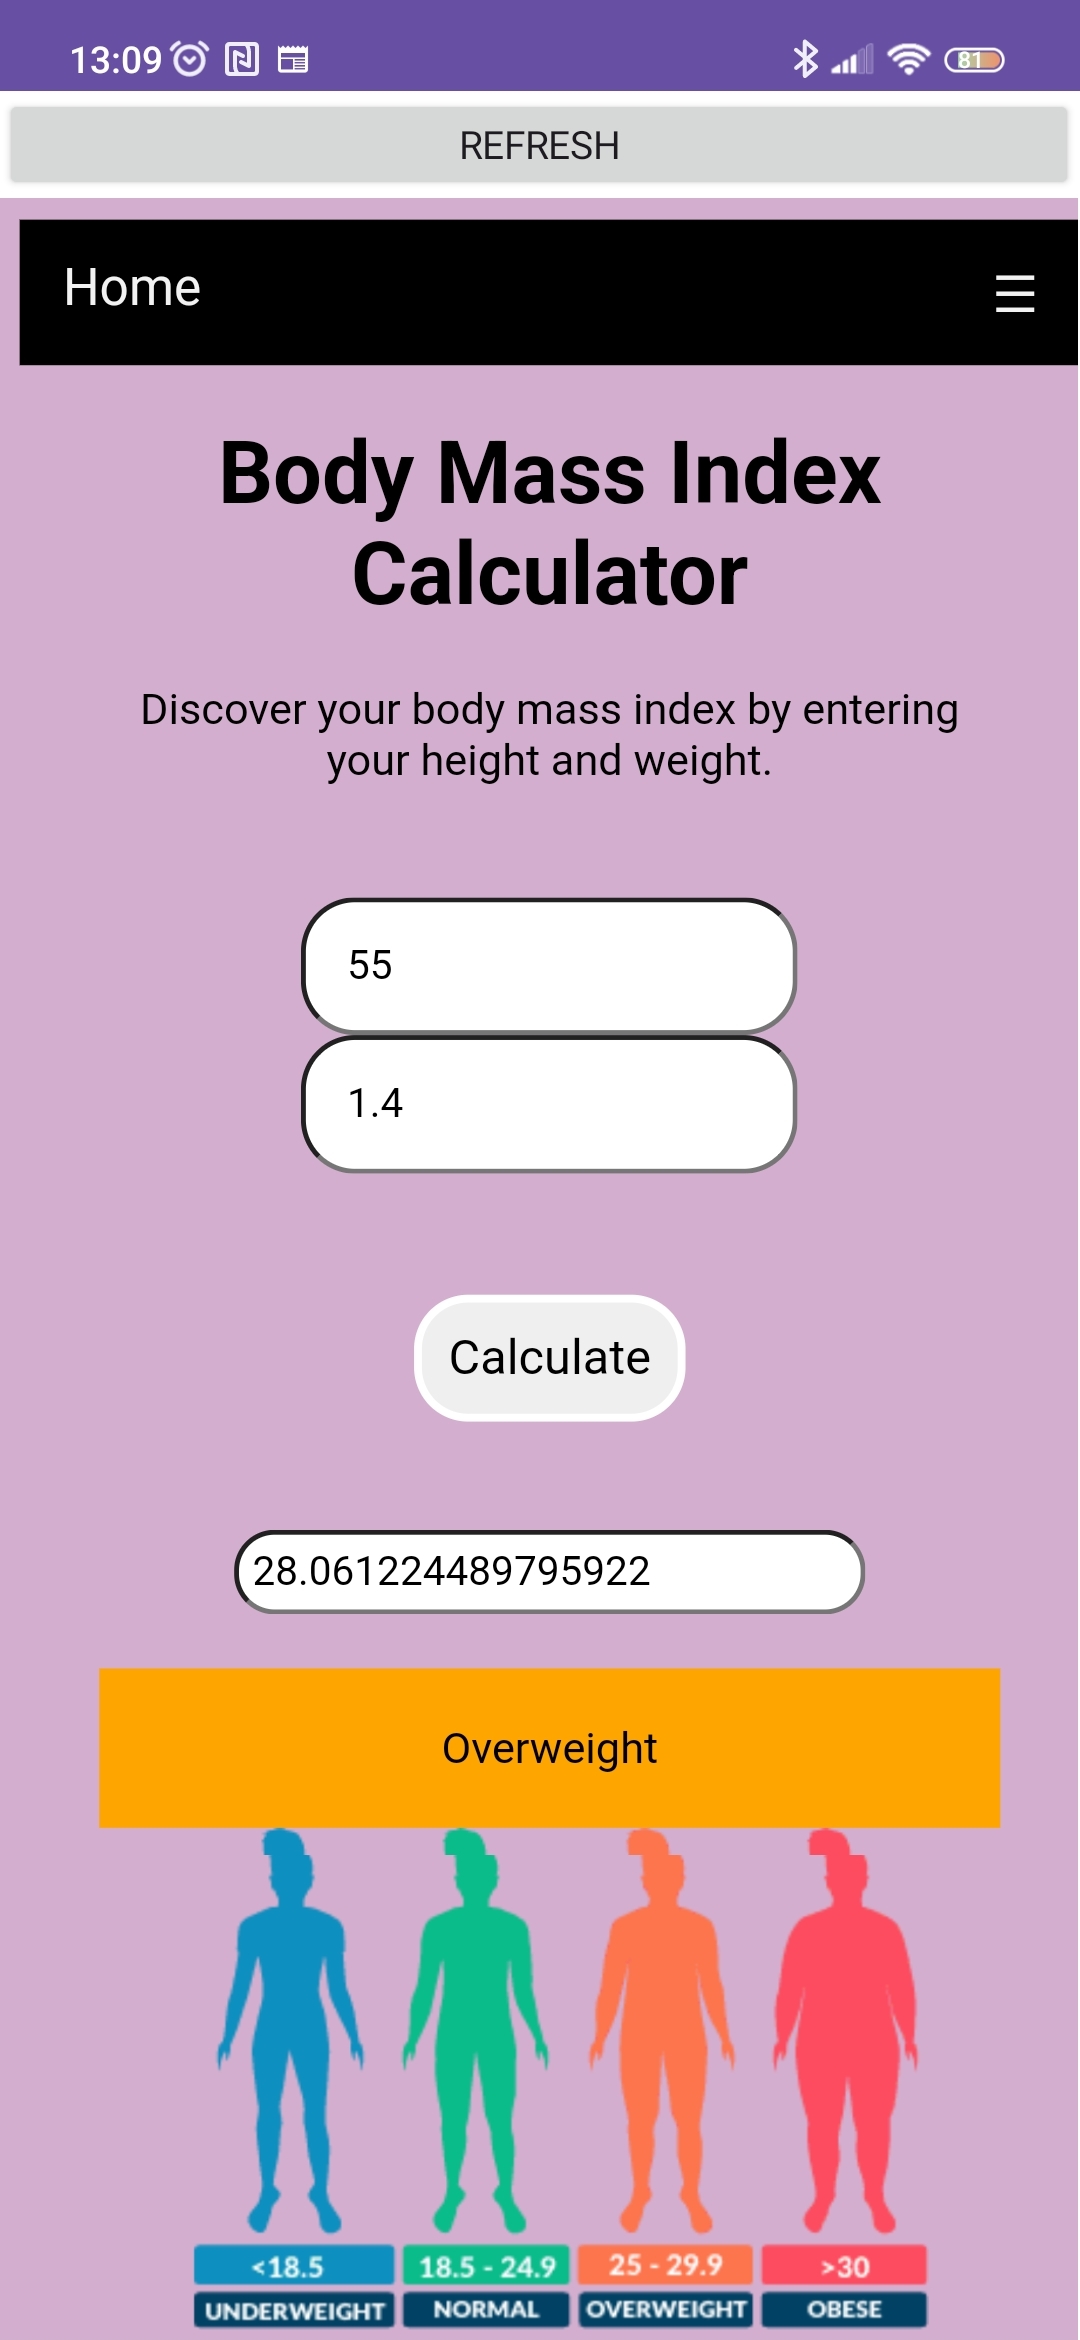 13:09 81
REFRESH
Home
Body Mass Index
Calculator
Discover your body mass index by entering
your height and weight.
55
1.4
Calculate
28.061224489795922
Overweight
<18.5 18.5 - 24.9 25 - 29.9 >30
UNDERWEIGHT NORMAL OVERWEIGHT OBESE